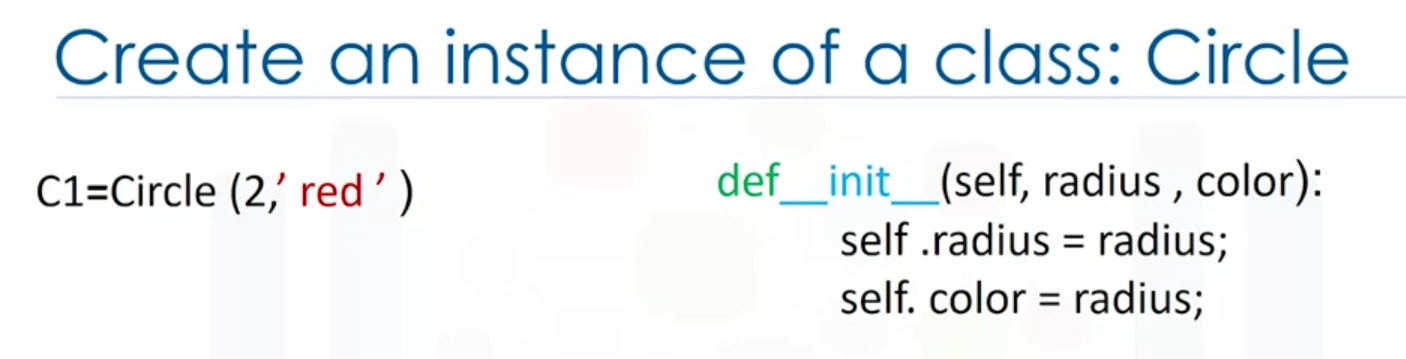 Create an instance of a class: Circle
C1=Circle (2,’ red ’ )
def__init__(self, radius , color):
self .radius = radius;
self. color = radius;